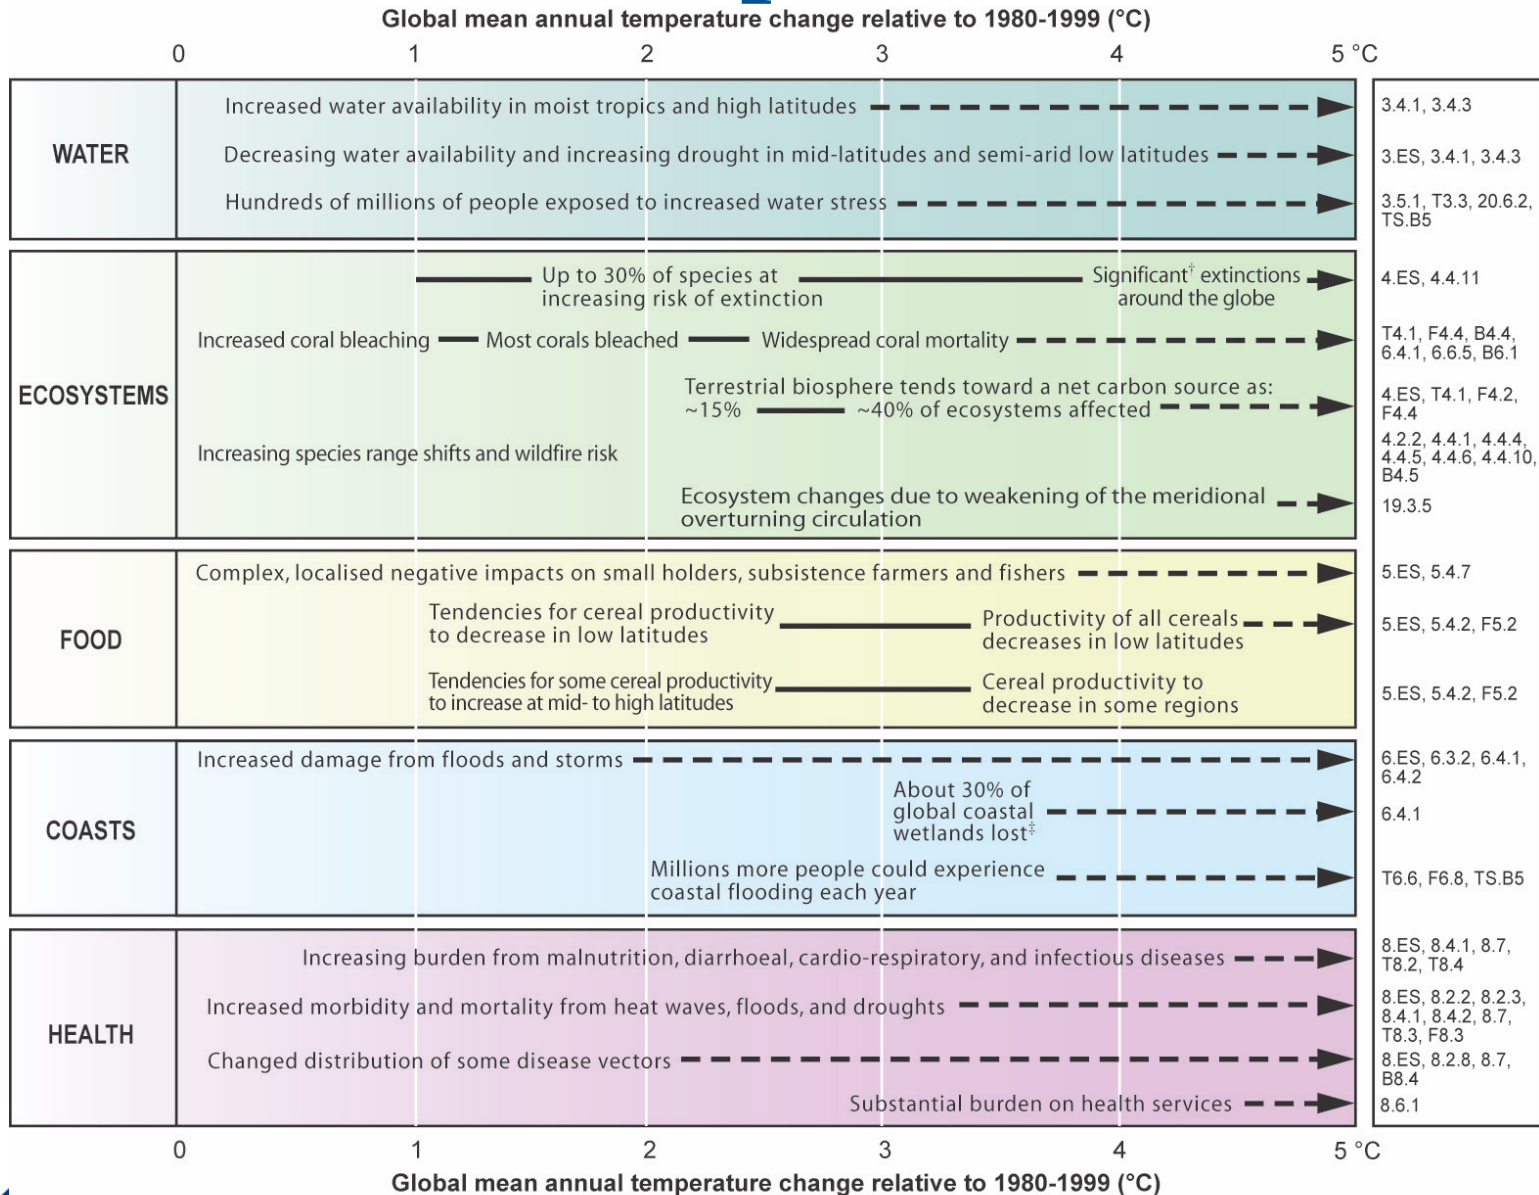 Global mean annual temperature change relative to 1980-1999 (°C)
0 1 2 3 4 5 °C
WATER
Increased water availability in moist tropics and high latitudes
3.4.1, 3.4.3
Decreasing water availability and increasing drought in mid-latitudes and semi-arid low latitudes
3.ES, 3.4.1, 3.4.3
Hundreds of millions of people exposed to increased water stress
3.5.1, T3.3, 20.6.2,
TS.B5
ECOSYSTEMS
Up to 30% of species at
increasing risk of extinction
Significant† extinctions
around the globe
4.ES, 4.4.11
Increased coral bleaching Most corals bleached Widespread coral mortality
T4.1, F4.4, B4.4,
6.4.1, 6.6.5, B6.1
Terrestrial biosphere tends toward a net carbon source as:
~15% ~40% of ecosystems affected
4.ES, T4.1, F4.2,
F4.4
Increasing species range shifts and wildfire risk
4.2.2, 4.4.1, 4.4.4,
4.4.5, 4.4.6, 4.4.10,
B4.5
Ecosystem changes due to weakening of the meridional
overturning circulation
19.3.5
FOOD
Complex, localised negative impacts on small holders, subsistence farmers and fishers
5.ES, 5.4.7
Tendencies for cereal productivity
to decrease in low latitudes
Productivity of all cereals
decreases in low latitudes
5.ES, 5.4.2, F5.2
Tendencies for some cereal productivity
to increase at mid- to high latitudes
Cereal productivity to
decrease in some regions
5.ES, 5.4.2, F5.2
COASTS
Increased damage from floods and storms
6.ES, 6.3.2, 6.4.1,
6.4.2
About 30% of
global coastal
wetlands lost‡
6.4.1
Millions more people could experience
coastal flooding each year
T6.6, F6.8, TS.B5
HEALTH
Increasing burden from malnutrition, diarrhoeal, cardio-respiratory, and infectious diseases
8.ES, 8.4.1, 8.7,
T8.2, T8.4
Increased morbidity and mortality from heat waves, floods, and droughts
8.ES, 8.2.2, 8.2.3,
8.4.1, 8.4.2, 8.7,
T8.3, F8.3
Changed distribution of some disease vectors
8.ES, 8.2.8, 8.7,
B8.4
Substantial burden on health services
8.6.1
0 1 2 3 4 5 °C
Global mean annual temperature change relative to 1980-1999 (°C)